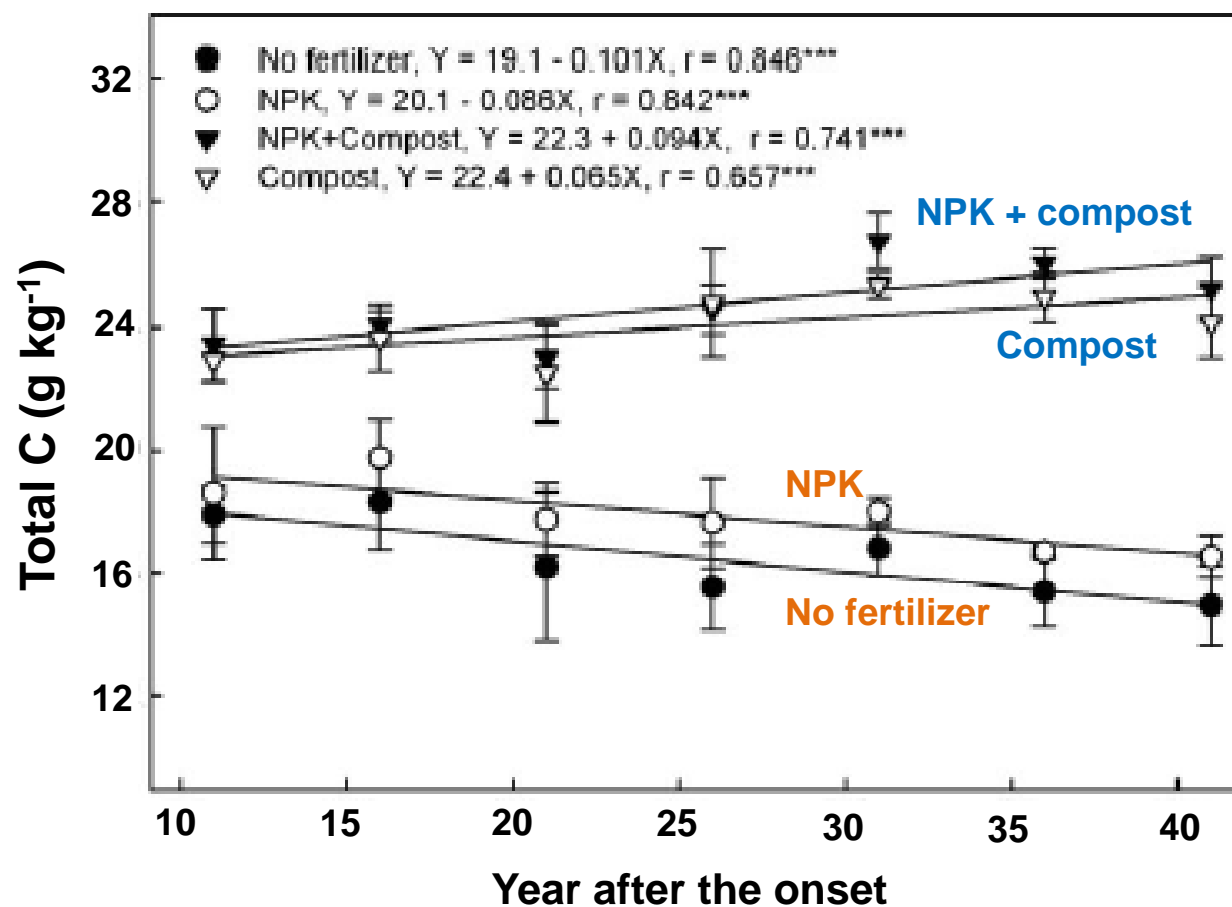 No fertilizer, Y = 19.1 - 0.101X, r = 0.846***
NPK, Y = 20.1 - 0.086X, r = 0.842***
NPK+Compost, Y = 22.3 + 0.094X, r = 0.741***
Compost, Y = 22.4 + 0.065X, r = 0.657***
32
28
24
20
16
12
Total C (g kg-1)
NPK + compost
Compost
NPK
No fertilizer
10 15 20 25 30 35 40
Year after the onset